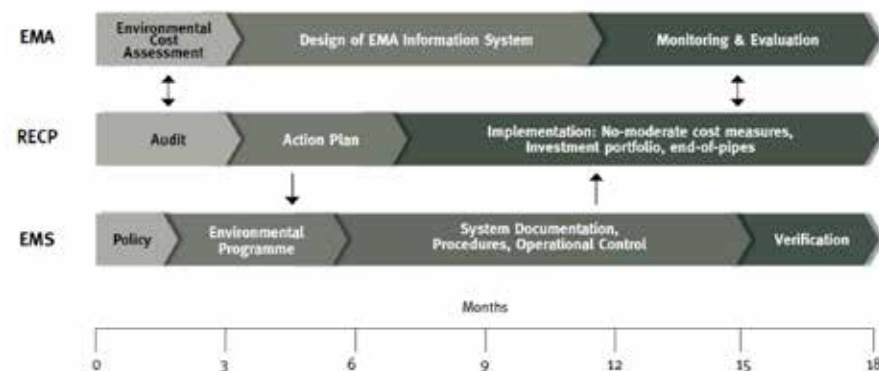 EMA
Environmental
Cost
Assessment
Design of EMA Information System
Monitoring & Evaluation
RECP
Audit
Action Plan
Implementation: No-moderate cost measures,
Investment portfolio, end-of-pipes
EMS
Policy
Environmental
Programme
System Documentation,
Procedures, Operational Control
Verification
Months
0 3 6 9 12 15 18